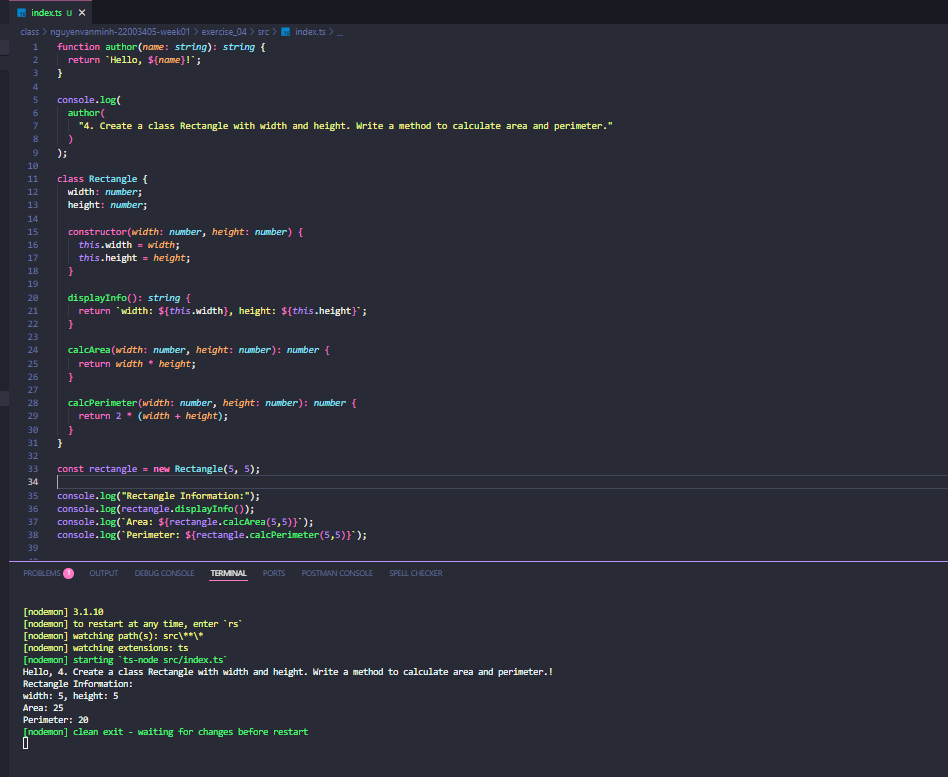 index.ts U ×
class > nguyenvanminh-22003405-week01 > exercise_04 > src > index.ts > ...
1 function author(name: string): string {
2 return `Hello, ${name}!`;
3 }
4
5 console.log(
6 author(
7 "4. Create a class Rectangle with width and height. Write a method to calculate area and perimeter."
8 )
9 );
10
11 class Rectangle {
12 width: number;
13 height: number;
14
15 constructor(width: number, height: number) {
16 this.width = width;
17 this.height = height;
18 }
19
20 displayInfo(): string {
21 return `width: ${this.width}, height: ${this.height}`;
22 }
23
24 calcArea(width: number, height: number): number {
25 return width * height;
26 }
27
28 calcPerimeter(width: number, height: number): number {
29 return 2 * (width + height);
30 }
31 }
32
33 const rectangle = new Rectangle(5, 5);
34
35 console.log("Rectangle Information:");
36 console.log(rectangle.displayInfo());
37 console.log(`Area: ${rectangle.calcArea(5,5)}`);
38 console.log(`Perimeter: ${rectangle.calcPerimeter(5,5)}`);
39
PROBLEMS 1 OUTPUT DEBUG CONSOLE TERMINAL PORTS POSTMAN CONSOLE SPELL CHECKER
[nodemon] 3.1.10
[nodemon] to restart at any time, enter `rs`
[nodemon] watching path(s): src\**\*
[nodemon] watching extensions: ts
[nodemon] starting `ts-node src/index.ts`
Hello, 4. Create a class Rectangle with width and height. Write a method to calculate area and perimeter.!
Rectangle Information:
width: 5, height: 5
Area: 25
Perimeter: 20
[nodemon] clean exit - waiting for changes before restart